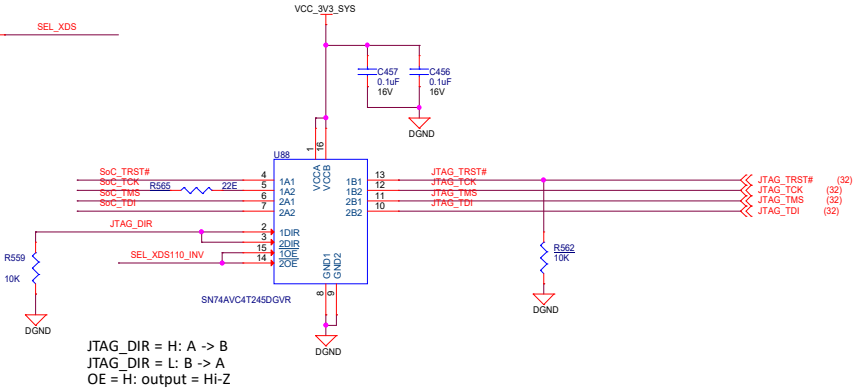 VCC_3V3_SYS
SEL_XDS
C457
0.1uF
16V
C456
0.1uF
16V
DGND
U88
1
16
VCCA
VCCB
SoC_TRST#
4
1A1
1B1
13
JTAG_TRST#
JTAG_TRST# (32)
SoC_TCK
R565
22E
5
1A2
1B2
12
JTAG_TCK
JTAG_TCK (32)
SoC_TMS
6
2A1
2B1
11
JTAG_TMS
JTAG_TMS (32)
SoC_TDI
7
2A2
2B2
10
JTAG_TDI
JTAG_TDI (32)
JTAG_DIR
2
1DIR
3
2DIR
SEL_XDS110_INV
15
1OE
14
2OE
R559
10K
R562
10K
GND1
GND2
8
9
SN74AVC4T245DGVR
DGND
DGND
DGND
JTAG_DIR = H: A -> B
JTAG_DIR = L: B -> A
OE = H: output = Hi-Z